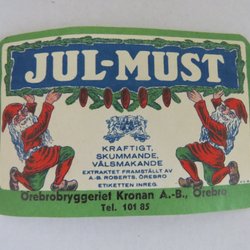 JUL-MUST
KRAFTIGT,
SKUMMANDE,
VÄLSMAKANDE
EXTRAKTET FRAMSTÄLLT AV
A.-B. ROBERTS, ÖREBRO
ETIKETTEN INREG.
Örebrobryggeriet Kronan A.-B., Örebro
Tel. 101 85